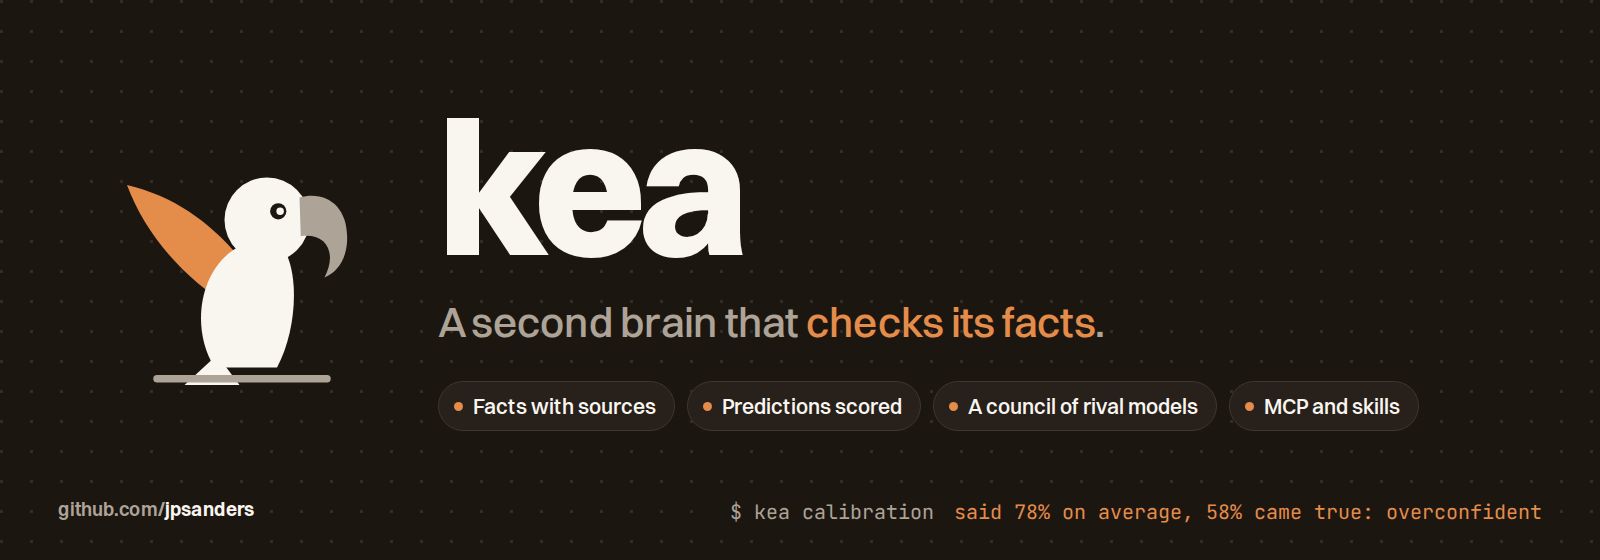 kea
A second brain that checks its facts.
Facts with sources
Predictions scored
A council of rival models
MCP and skills
github.com/jpsanders
$ kea calibration said 78% on average, 58% came true: overconfident